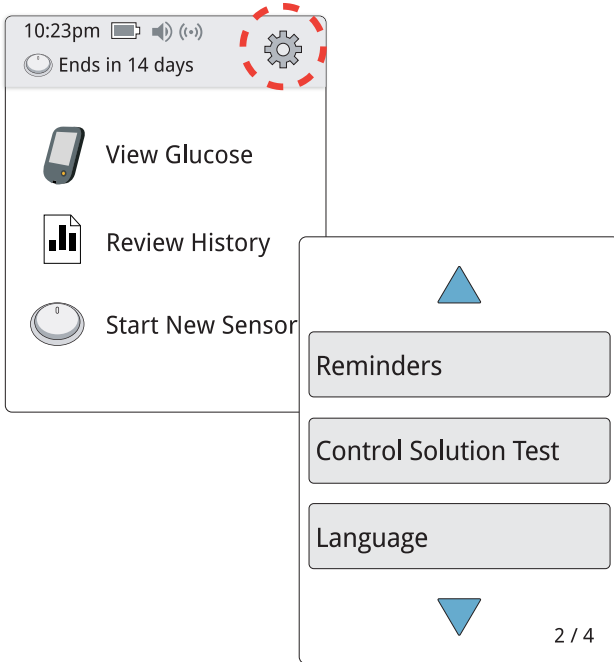 10:23pm
Ends in 14 days
View Glucose
Review History
Start New Sensor
Reminders
Control Solution Test
Language
2 / 4